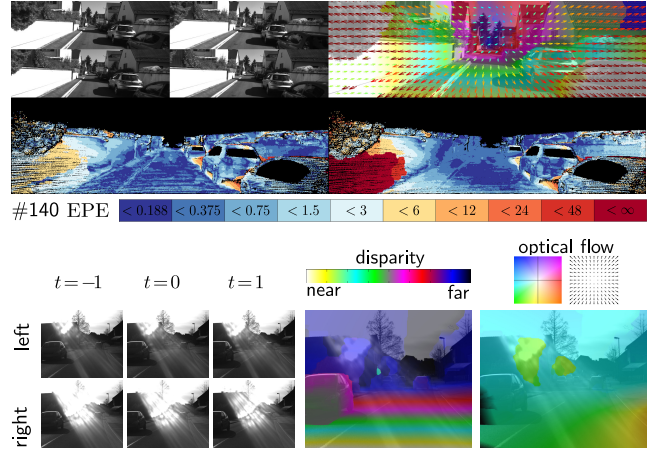 #140 EPE < 0.188 < 0.375 < 0.75 < 1.5 < 3 < 6 < 12 < 24 < 48 < ∞
disparity
near far
optical flow
t=−1 t=0 t=1
left
right